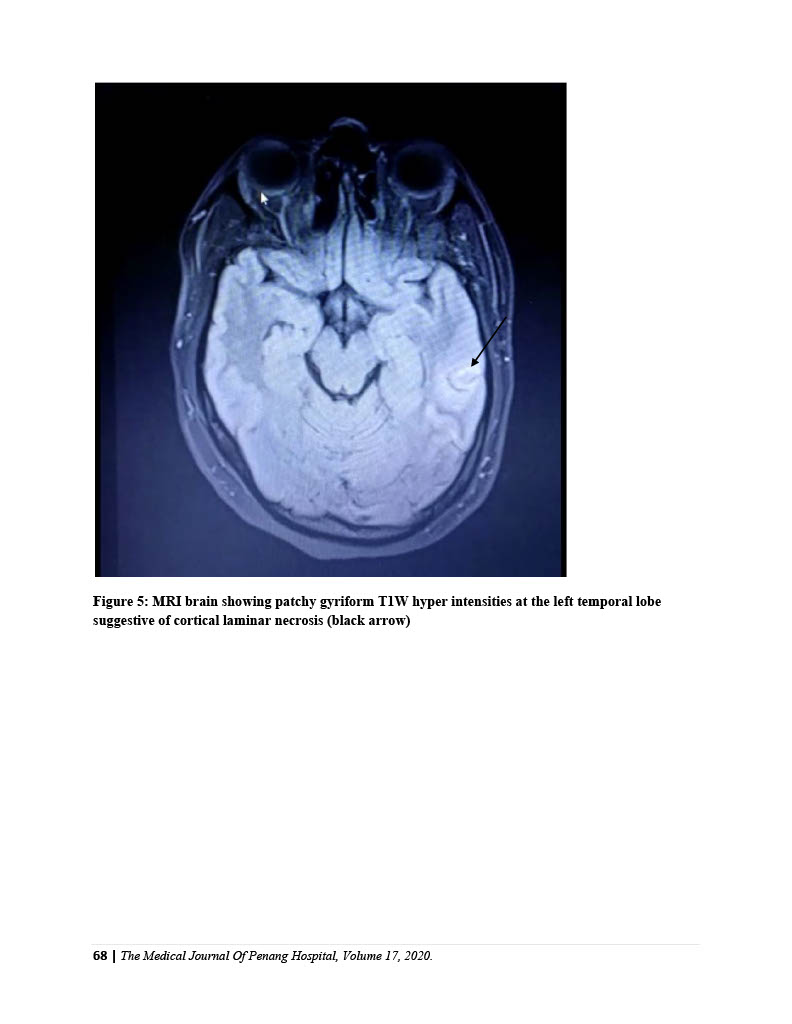 Figure 5: MRI brain showing patchy gyriform T1W hyper intensities at the left temporal lobe
suggestive of cortical laminar necrosis (black arrow)
68 | The Medical Journal Of Penang Hospital, Volume 17, 2020.